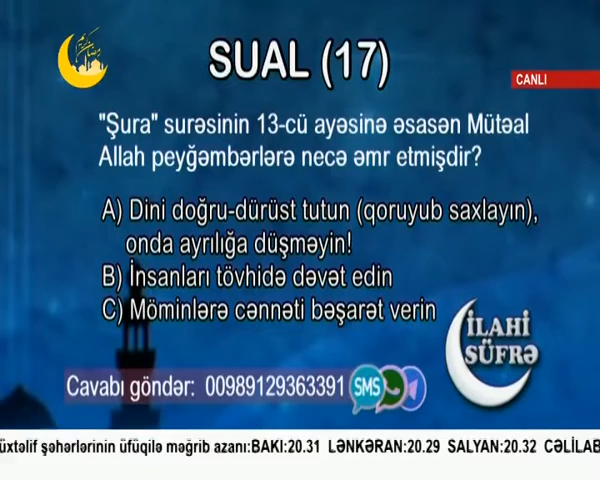 SUAL (17)
CANLI
"Şura" surəsinin 13-cü ayəsinə əsasən Mütəal
Allah peyğəmbərlərə necə əmr etmişdir?
A) Dini doğru-dürüst tutun (qoruyub saxlayın),
onda ayrılığa düşməyin!
B) İnsanları tövhidə dəvət edin
C) Möminlərə cənnəti bəşarət verin
İLAHİ
SÜFRƏ
Cavabı göndər: 00989129363391 SMS
üxtəlif şəhərlərinin üfüqilə məğrib azanı:BAKI:20.31 LƏNKƏRAN:20.29 SALYAN:20.32 CƏLİLAB